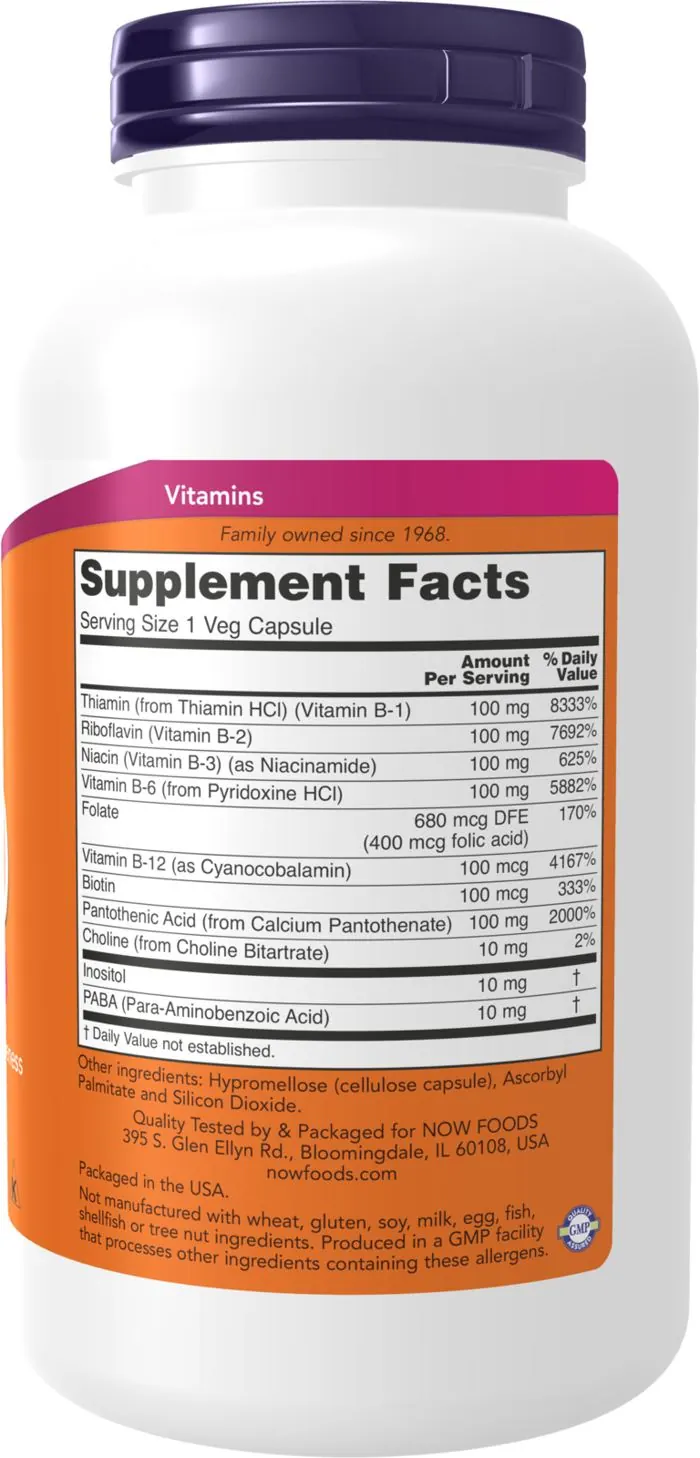 Vitamins
Family owned since 1968.
Supplement Facts
Serving Size 1 Veg Capsule
Amount Per Serving % Daily Value
Thiamin (from Thiamin HCl) (Vitamin B-1) 100 mg 8333%
Riboflavin (Vitamin B-2) 100 mg 7692%
Niacin (Vitamin B-3) (as Niacinamide) 100 mg 625%
Vitamin B-6 (from Pyridoxine HCl) 100 mg 5882%
Folate 680 mcg DFE 170%
(400 mcg folic acid)
Vitamin B-12 (as Cyanocobalamin) 100 mcg 4167%
Biotin 100 mcg 333%
Pantothenic Acid (from Calcium Pantothenate) 100 mg 2000%
Choline (from Choline Bitartrate) 10 mg 2%
Inositol 10 mg †
PABA (Para-Aminobenzoic Acid) 10 mg †
† Daily Value not established.
Other ingredients: Hypromellose (cellulose capsule), Ascorbyl
Palmitate and Silicon Dioxide.
Quality Tested by & Packaged for NOW FOODS
395 S. Glen Ellyn Rd., Bloomingdale, IL 60108, USA
nowfoods.com
Packaged in the USA.
Not manufactured with wheat, gluten, soy, milk, egg, fish,
shellfish or tree nut ingredients. Produced in a GMP facility
that processes other ingredients containing these allergens.
QUALITY
GMP
ASSURED